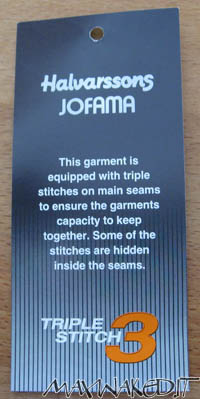 Halvarssons
JOFAMA
This garment is
equipped with triple
stitches on main seams
to ensure the garments
capacity to keep
together. Some of the
stitches are hidden
inside the seams.
TRIPLE
STITCH 3
MAXNAKED.IT